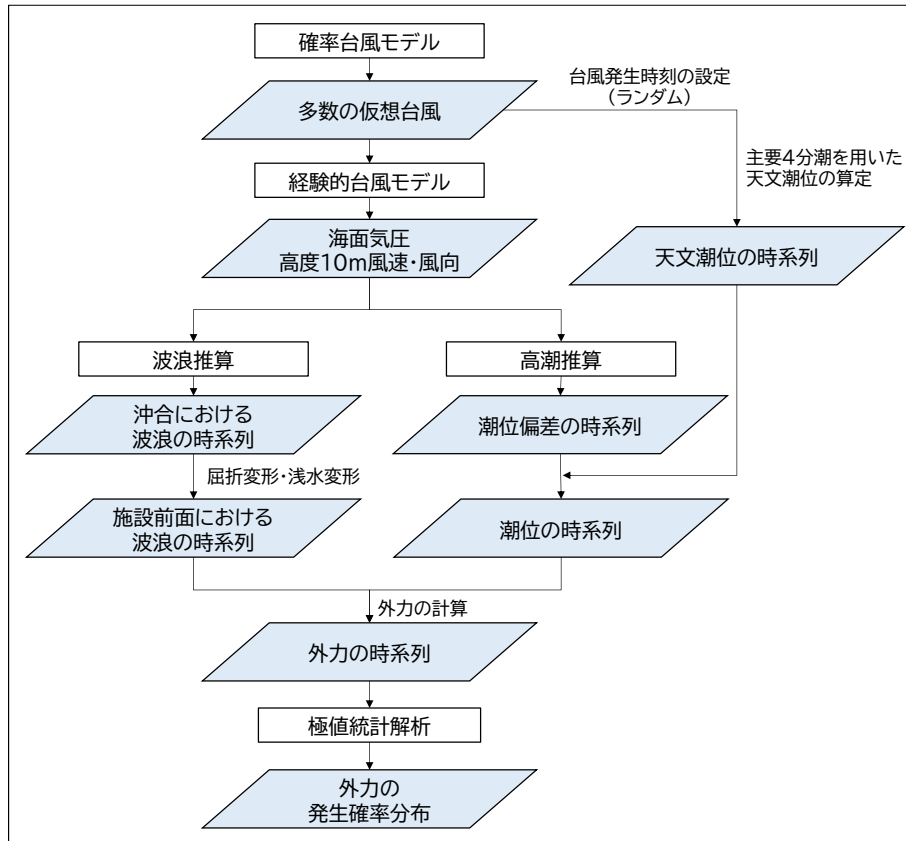 確率台風モデル
多数の仮想台風
台風発生時刻の設定
（ランダム）
主要4分潮を用いた
天文潮位の算定
経験的台風モデル
海面気圧
高度10m風速・風向
天文潮位の時系列
波浪推算
高潮推算
沖合における
波浪の時系列
潮位偏差の時系列
屈折変形・浅水変形
施設前面における
波浪の時系列
潮位の時系列
外力の計算
外力の時系列
極値統計解析
外力の
発生確率分布